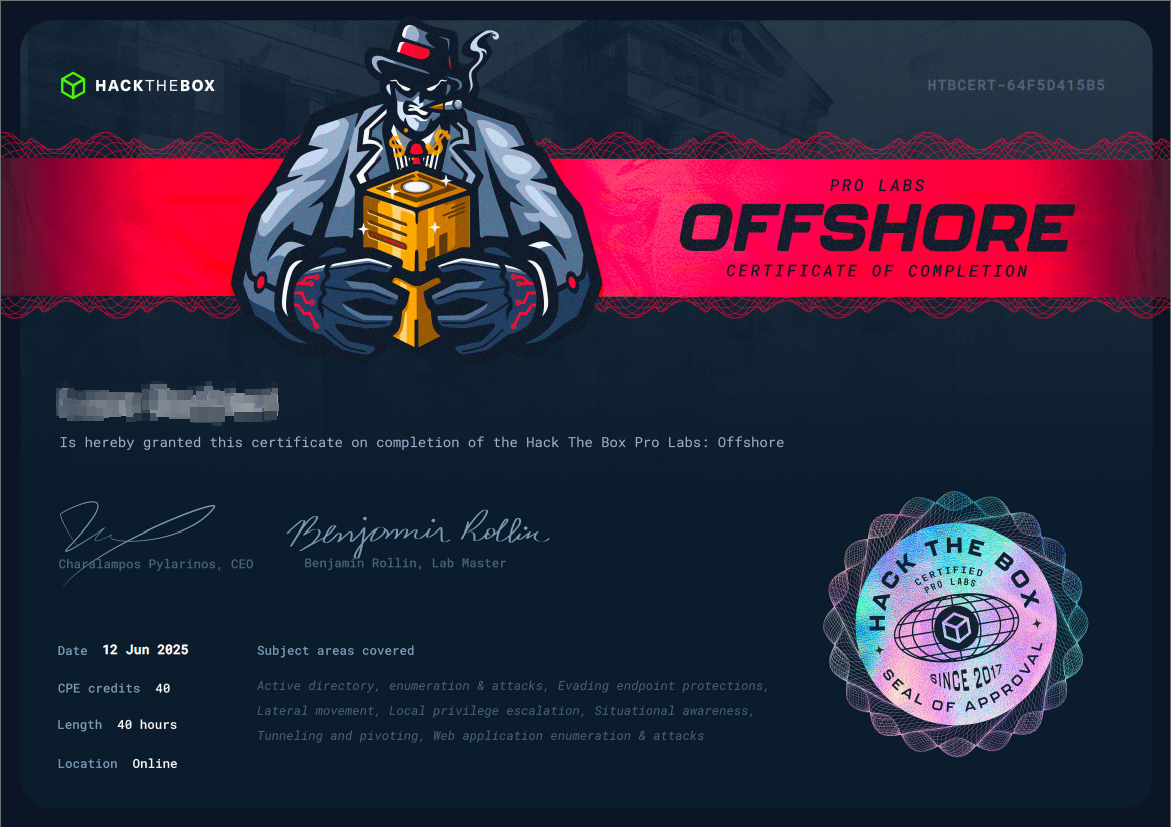 HACKTHEBOX
HTBCERT-64F5D415B5
PRO LABS
OFFSHORE
CERTIFICATE OF COMPLETION
Is hereby granted this certificate on completion of the Hack The Box Pro Labs: Offshore
Benjamin Rollin
Charalampos Pylarinos, CEO
Benjamin Rollin, Lab Master
Date 12 Jun 2025
CPE credits 40
Length 40 hours
Location Online
Subject areas covered
Active directory, enumeration & attacks, Evading endpoint protections,
Lateral movement, Local privilege escalation, Situational awareness,
Tunneling and pivoting, Web application enumeration & attacks
HACK THE BOX
CERTIFIED
PRO LABS
SINCE 2017
SEAL OF APPROVAL